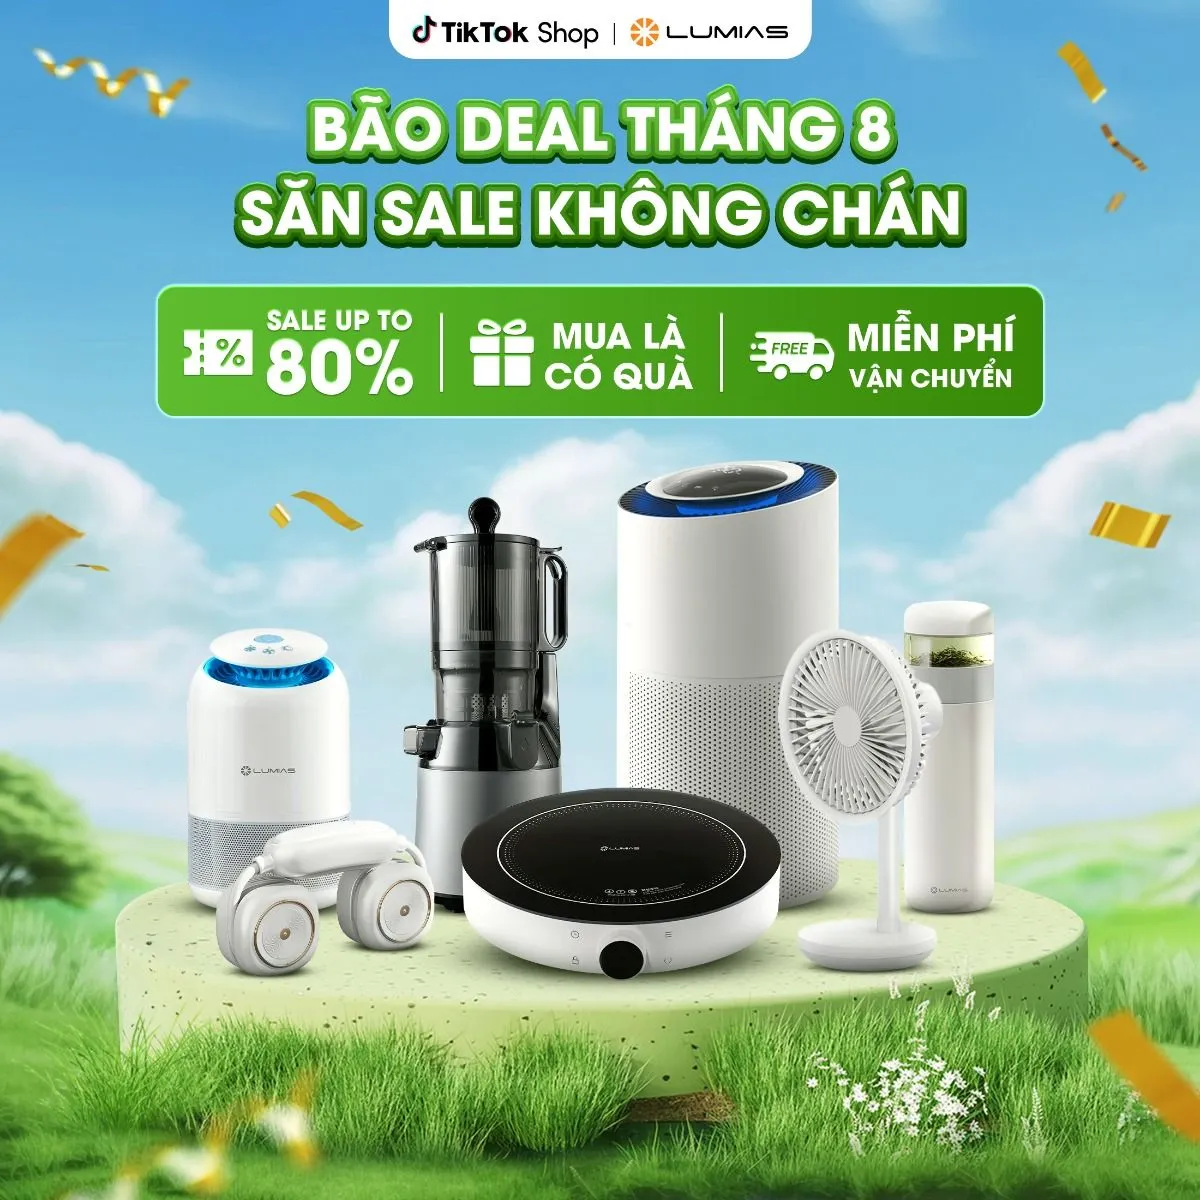 TikTok Shop | LUMIAS
BÃO DEAL THÁNG 8
SĂN SALE KHÔNG CHÁN
%
SALE UP TO
80%
MUA LÀ
CÓ QUÀ
FREE
MIỄN PHÍ
VẬN CHUYỂN
LUMIAS
LUMIAS
LUMIAS